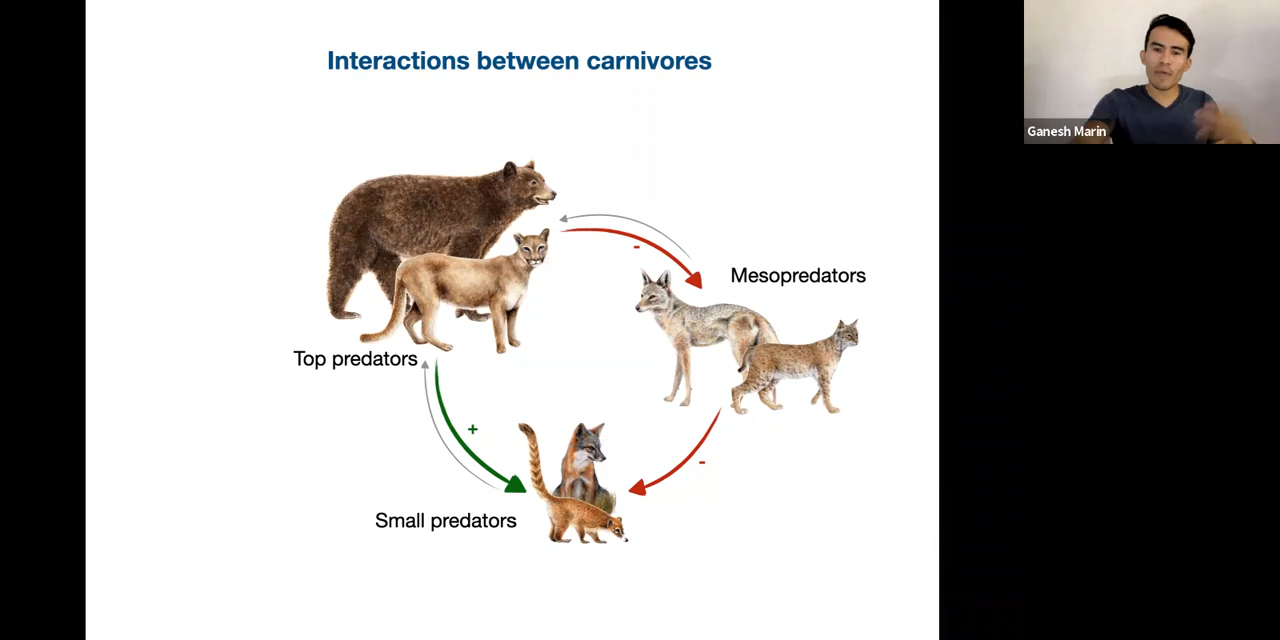 Interactions between carnivores
Ganesh Marin
-
Mesopredators
Top predators
+
-
Small predators